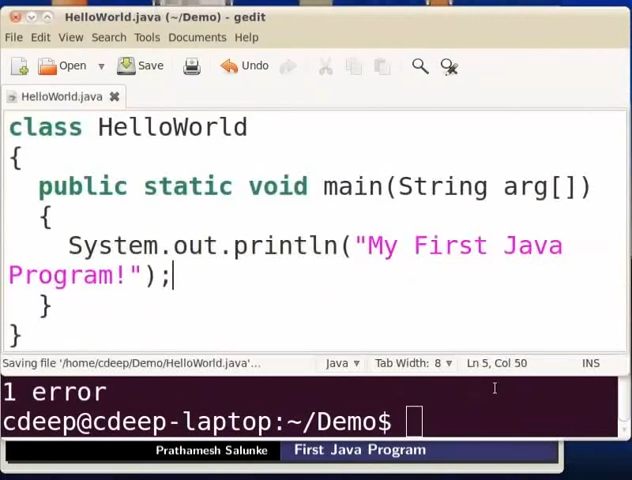 HelloWorld.java (~/Demo) - gedit
File Edit View Search Tools Documents Help
Open Save Undo
HelloWorld.java
class HelloWorld
{
public static void main(String arg[])
{
System.out.println("My First Java
Program!");
}
}
Saving file '/home/cdeep/Demo/HelloWorld.java'... Java Tab Width: 8 Ln 5, Col 50 INS
1 error
cdeep@cdeep-laptop:~/Demo$
Prathamesh Salunke First Java Program